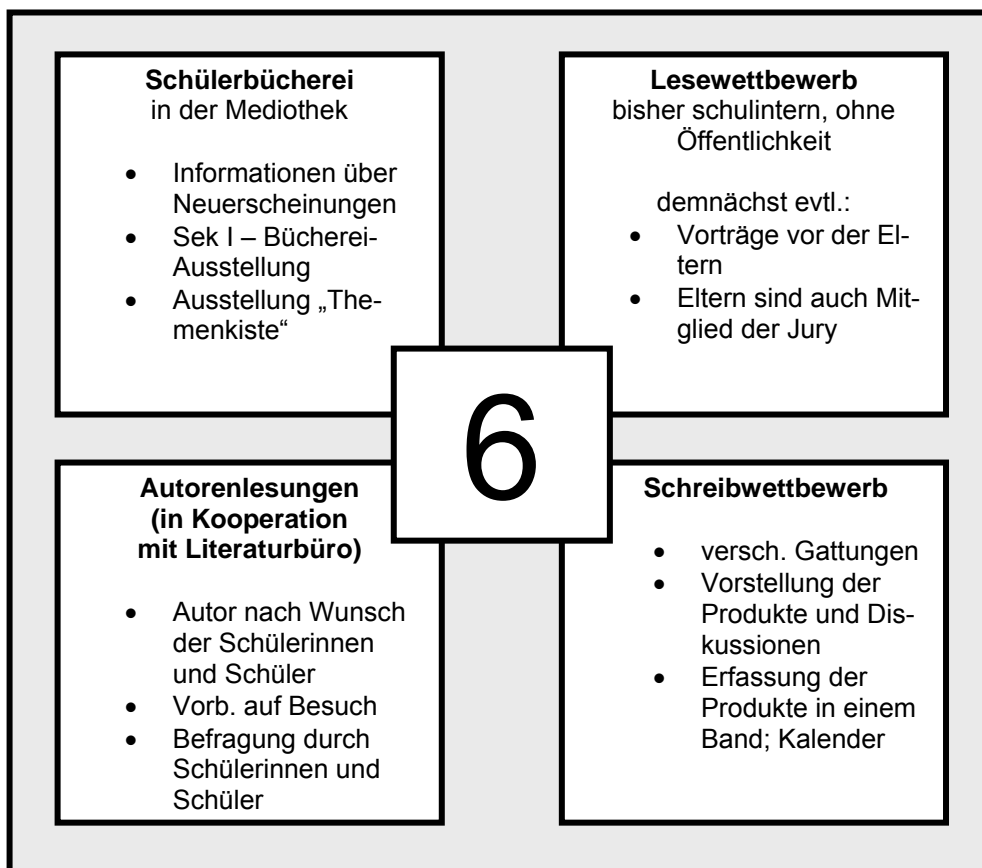 Schülerbücherei
in der Mediothek
• Informationen über
Neuerscheinungen
• Sek I – Bücherei-
Ausstellung
• Ausstellung „The-
menkiste“
Lesewettbewerb
bisher schulintern, ohne
Öffentlichkeit
demnächst evtl.:
• Vorträge vor der El-
tern
• Eltern sind auch Mit-
glied der Jury
6
Autorenlesungen
(in Kooperation
mit Literaturbüro)
• Autor nach Wunsch
der Schülerinnen
und Schüler
• Vorb. auf Besuch
• Befragung durch
Schülerinnen und
Schüler
Schreibwettbewerb
• versch. Gattungen
• Vorstellung der
Produkte und Dis-
kussionen
• Erfassung der
Produkte in einem
Band; Kalender